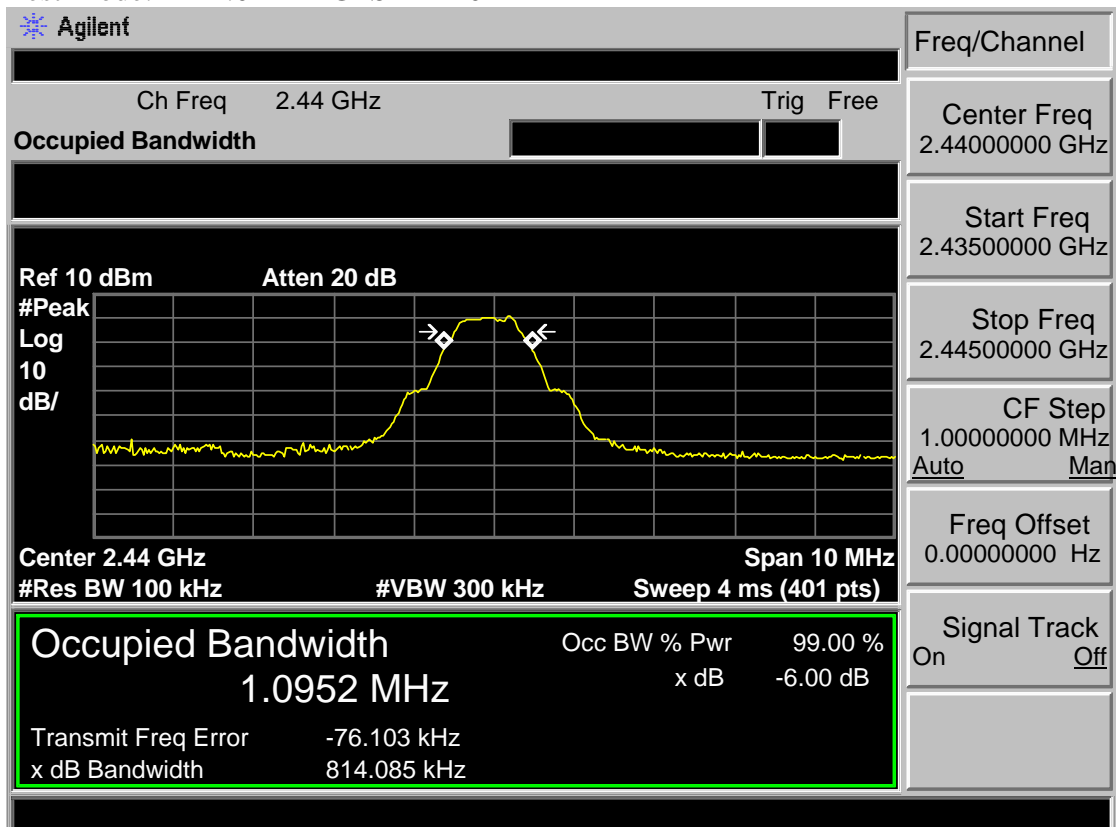 Agilent
Freq/Channel
Ch Freq 2.44 GHz Trig Free
Occupied Bandwidth
Center Freq
2.44000000 GHz
Start Freq
2.43500000 GHz
Ref 10 dBm Atten 20 dB
#Peak
Log
10
dB/
Stop Freq
2.44500000 GHz
CF Step
1.00000000 MHz
Auto Man
Freq Offset
0.00000000 Hz
Center 2.44 GHz Span 10 MHz
#Res BW 100 kHz #VBW 300 kHz Sweep 4 ms (401 pts)
Signal Track
On Off
Occupied Bandwidth Occ BW % Pwr 99.00 %
1.0952 MHz x dB -6.00 dB
Transmit Freq Error -76.103 kHz
x dB Bandwidth 814.085 kHz